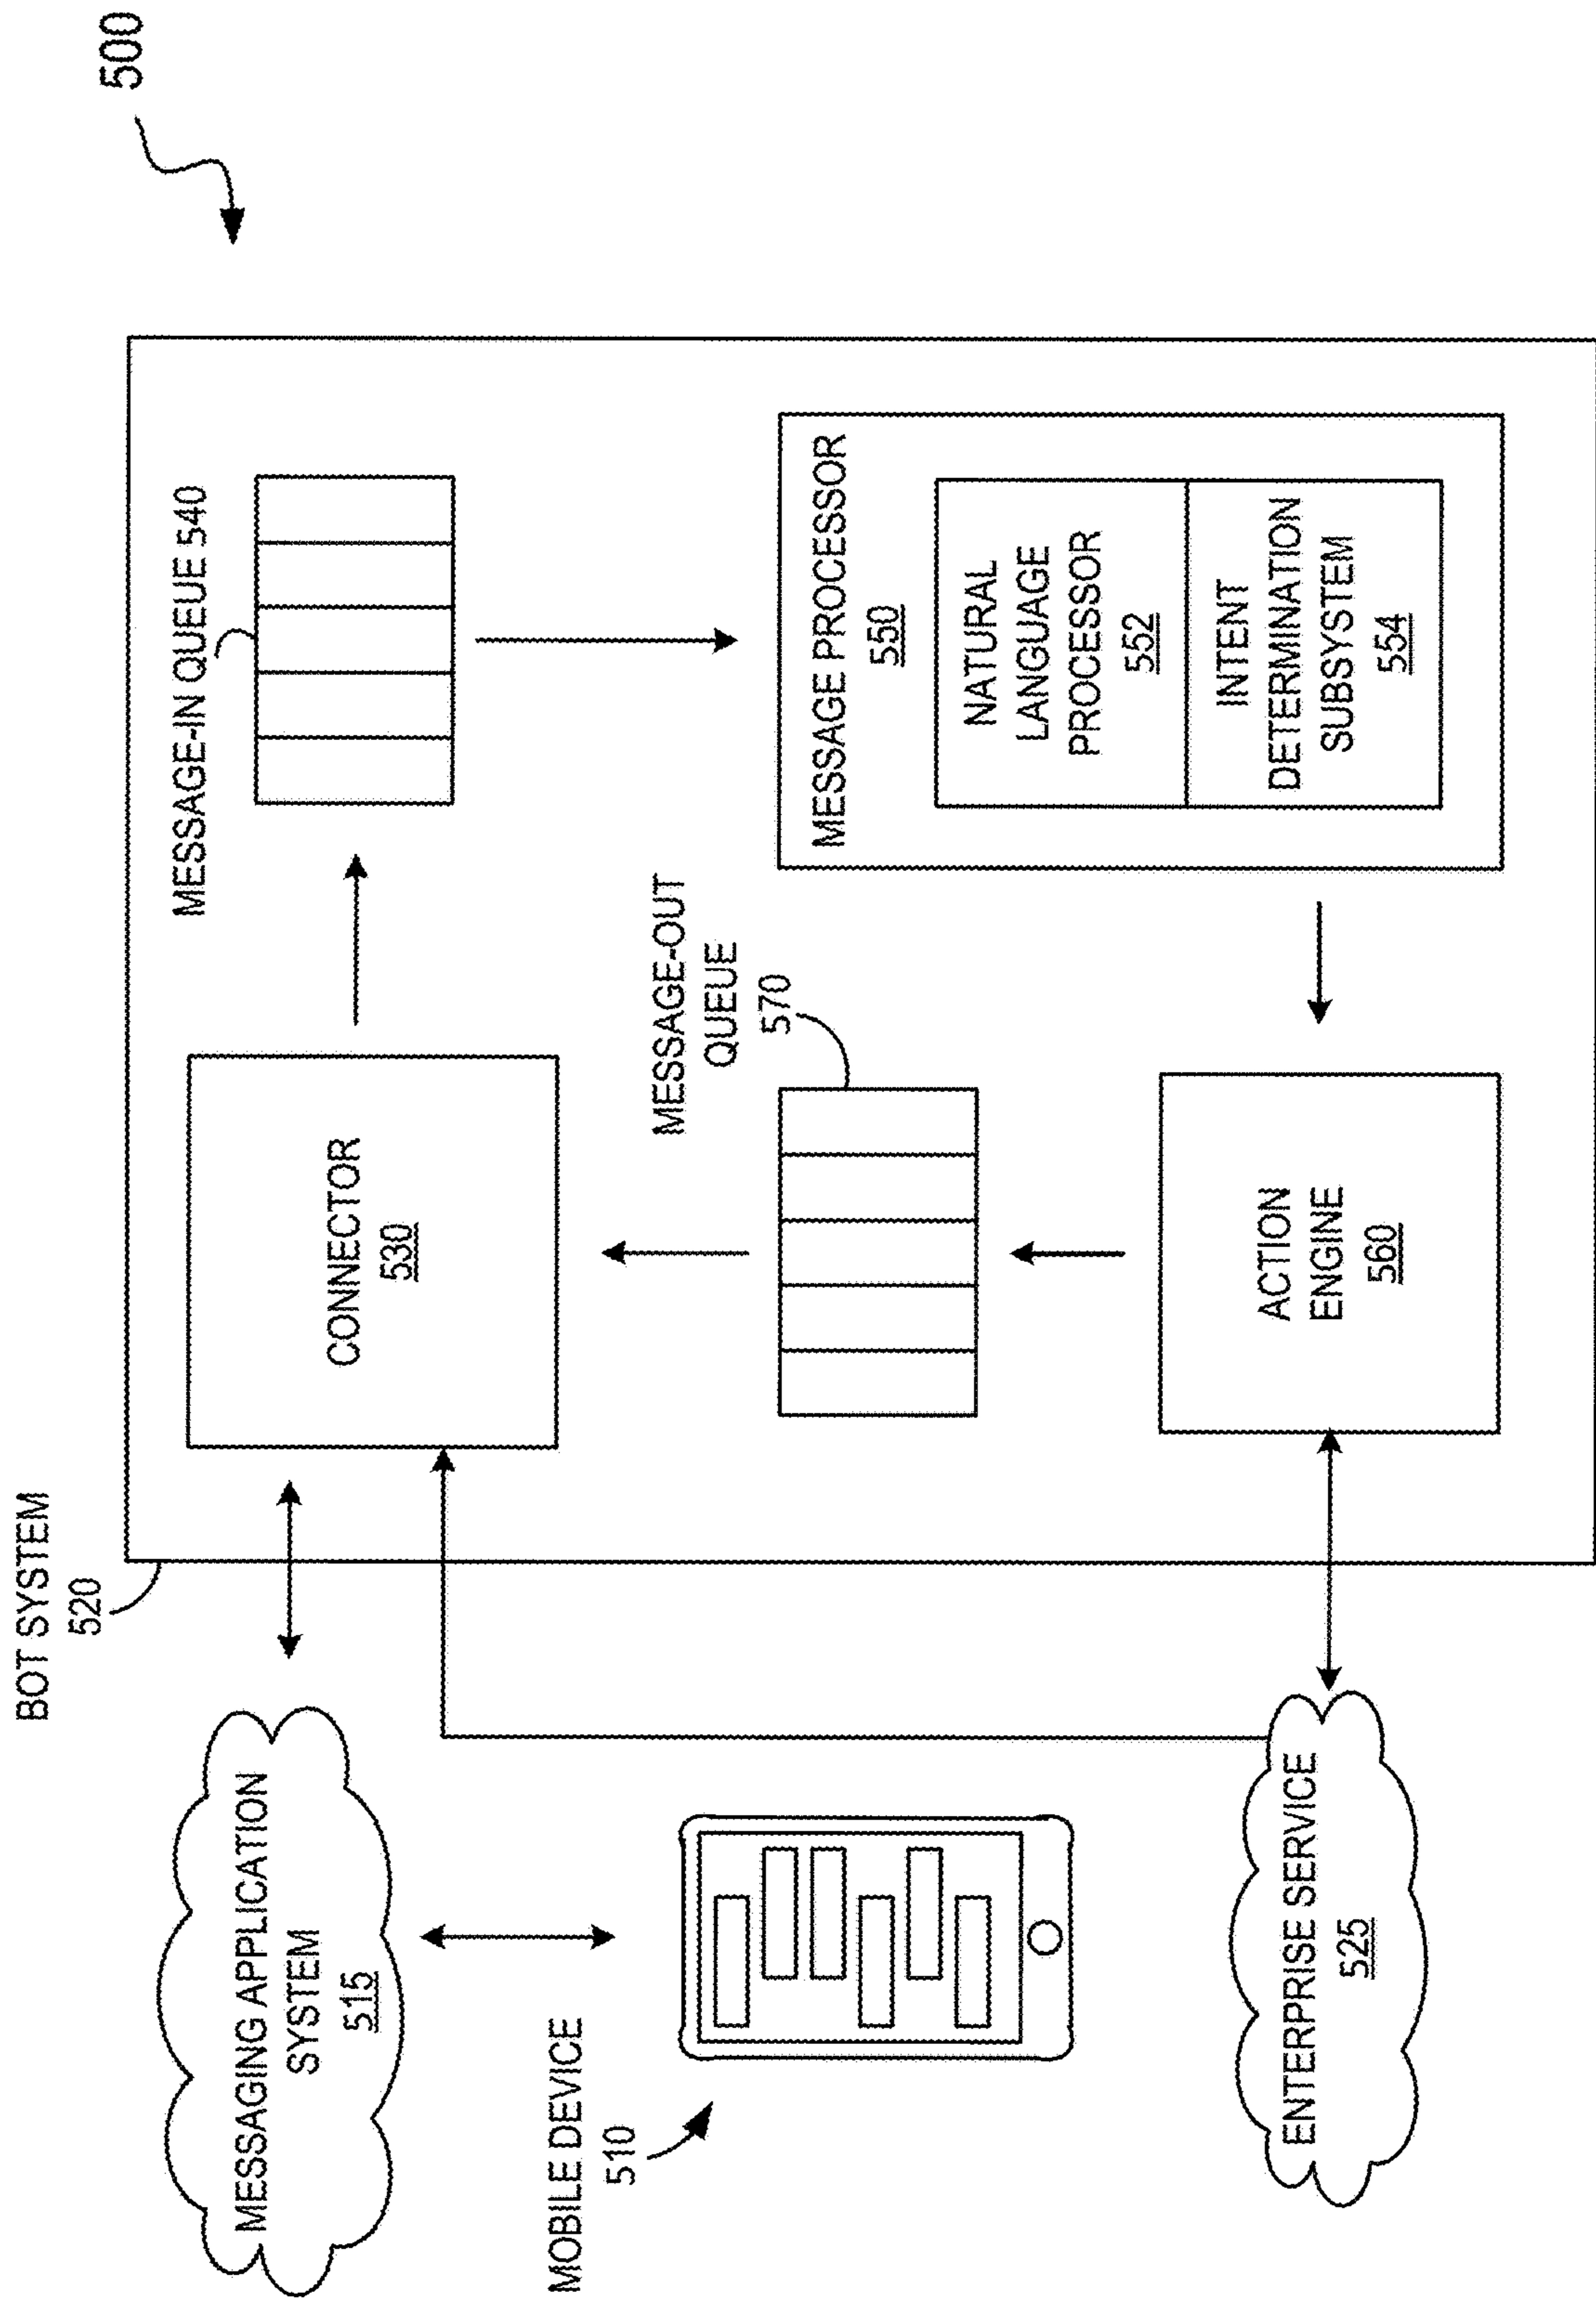 500
BOT SYSTEM
520
MESSAGING APPLICATION
SYSTEM
515
CONNECTOR
530
MESSAGE-IN QUEUE 540
MOBILE DEVICE
510
MESSAGE-OUT
QUEUE
570
MESSAGE PROCESSOR
550
NATURAL
LANGUAGE
PROCESSOR
552
INTENT
DETERMINATION
SUBSYSTEM
554
ENTERPRISE SERVICE
525
ACTION
ENGINE
560